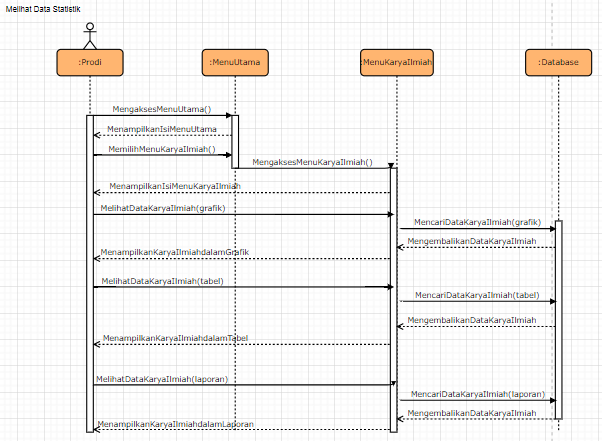 Melihat Data Statistik
:Prodi
:MenuUtama
:MenuKaryaIlmiah
:Database
MengaksesMenuUtama()
MenampilkanIsiMenuUtama
MemilihMenuKaryaIlmiah()
MengaksesMenuKaryaIlmiah()
MenampilkanIsiMenuKaryaIlmiah
MelihatDataKaryaIlmiah(grafik)
MencariDataKaryaIlmiah(grafik)
MengembalikanDataKaryaIlmiah
MenampilkanKaryaIlmiahdalamGrafik
MelihatDataKaryaIlmiah(tabel)
MencariDataKaryaIlmiah(tabel)
MengembalikanDataKaryaIlmiah
MenampilkanKaryaIlmiahdalamTabel
MelihatDataKaryaIlmiah(laporan)
MencariDataKaryaIlmiah(laporan)
MengembalikanDataKaryaIlmiah
MenampilkanKaryaIlmiahdalamLaporan